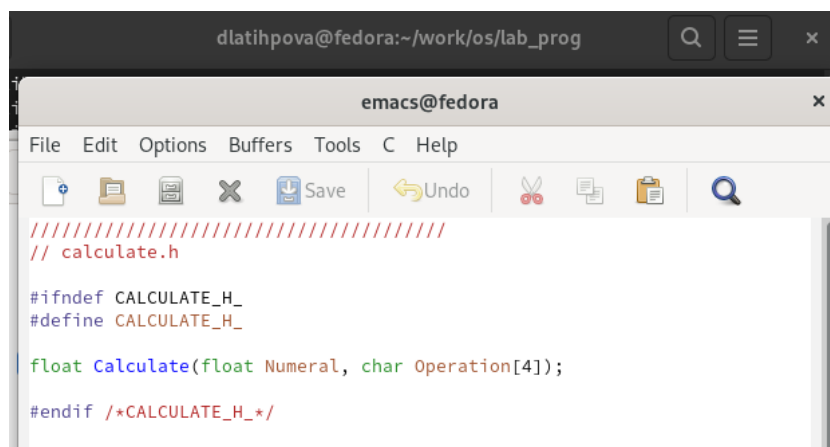 dlatihpova@fedora:~/work/os/lab_prog
emacs@fedora
File Edit Options Buffers Tools C Help
Save Undo
///////////////////////////////////////
// calculate.h
#ifndef CALCULATE_H_
#define CALCULATE_H_
float Calculate(float Numeral, char Operation[4]);
#endif /*CALCULATE_H_*/